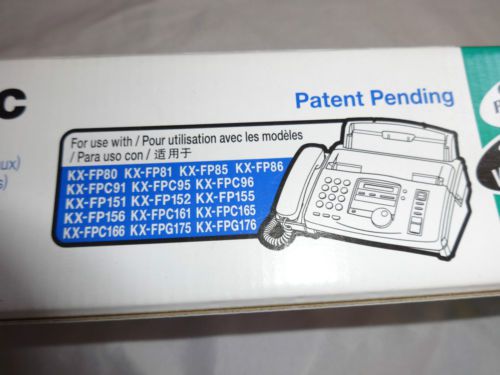 c
Patent Pending
For use with / Pour utilisation avec les modèles
/ Para uso con / 适用于
KX-FP80 KX-FP81 KX-FP85 KX-FP86
KX-FPC91 KX-FPC95 KX-FPC96
KX-FP151 KX-FP152 KX-FP155
KX-FP156 KX-FPC161 KX-FPC165
KX-FPC166 KX-FPG175 KX-FPG176
ux)
s)